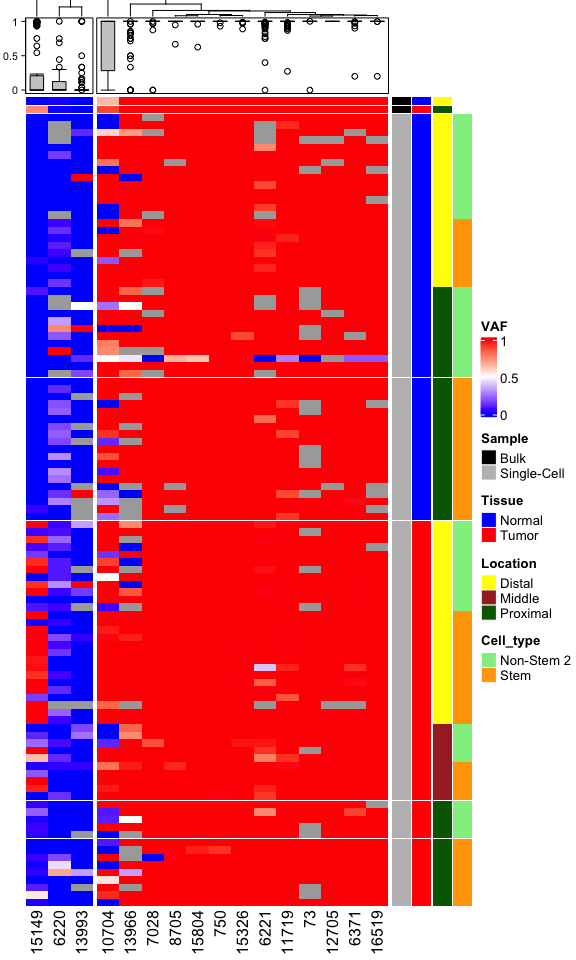 1
0.5
0
VAF
1
0.5
0
Sample
Bulk
Single-Cell
Tissue
Normal
Tumor
Location
Distal
Middle
Proximal
Cell_type
Non-Stem 2
Stem
15149
6220
13993
10704
13966
7028
8705
15804
750
15326
6221
11719
73
12705
6371
16519